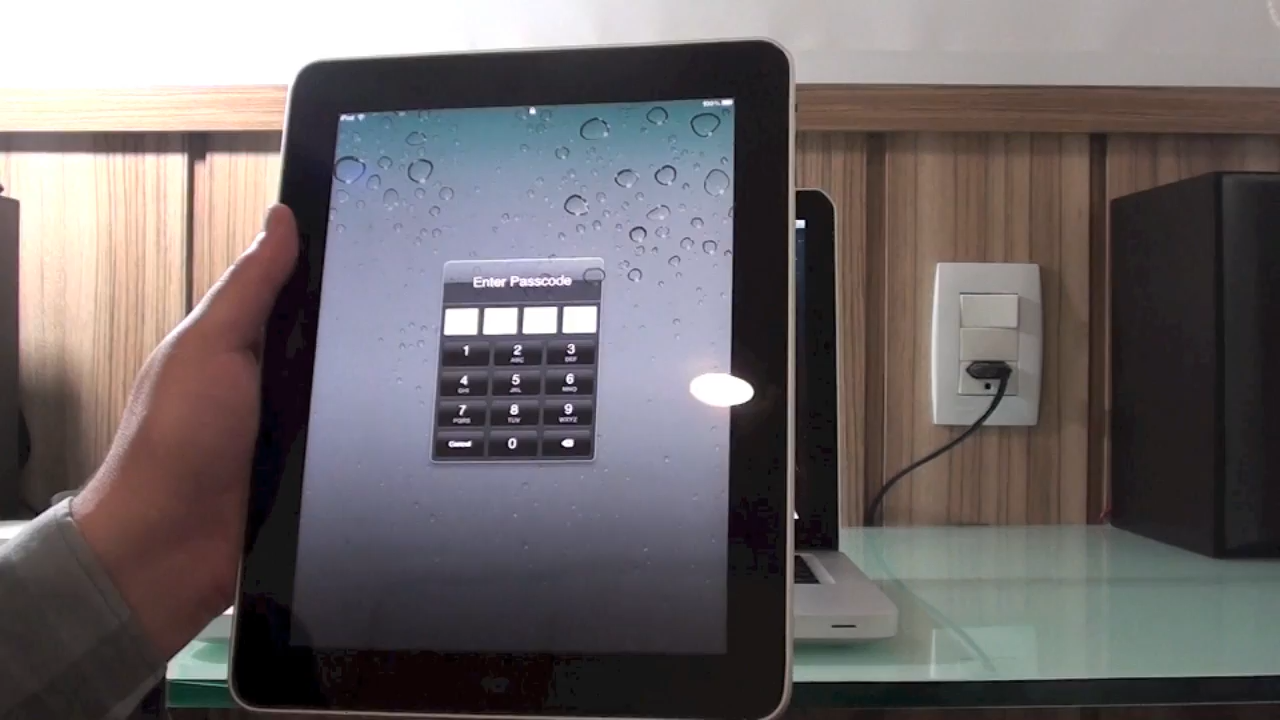 iPad 100%
Enter Passcode
1 2 3
ABC DEF
4 5 6
GHI JKL MNO
7 8 9
PQRS TUV WXYZ
Cancel 0